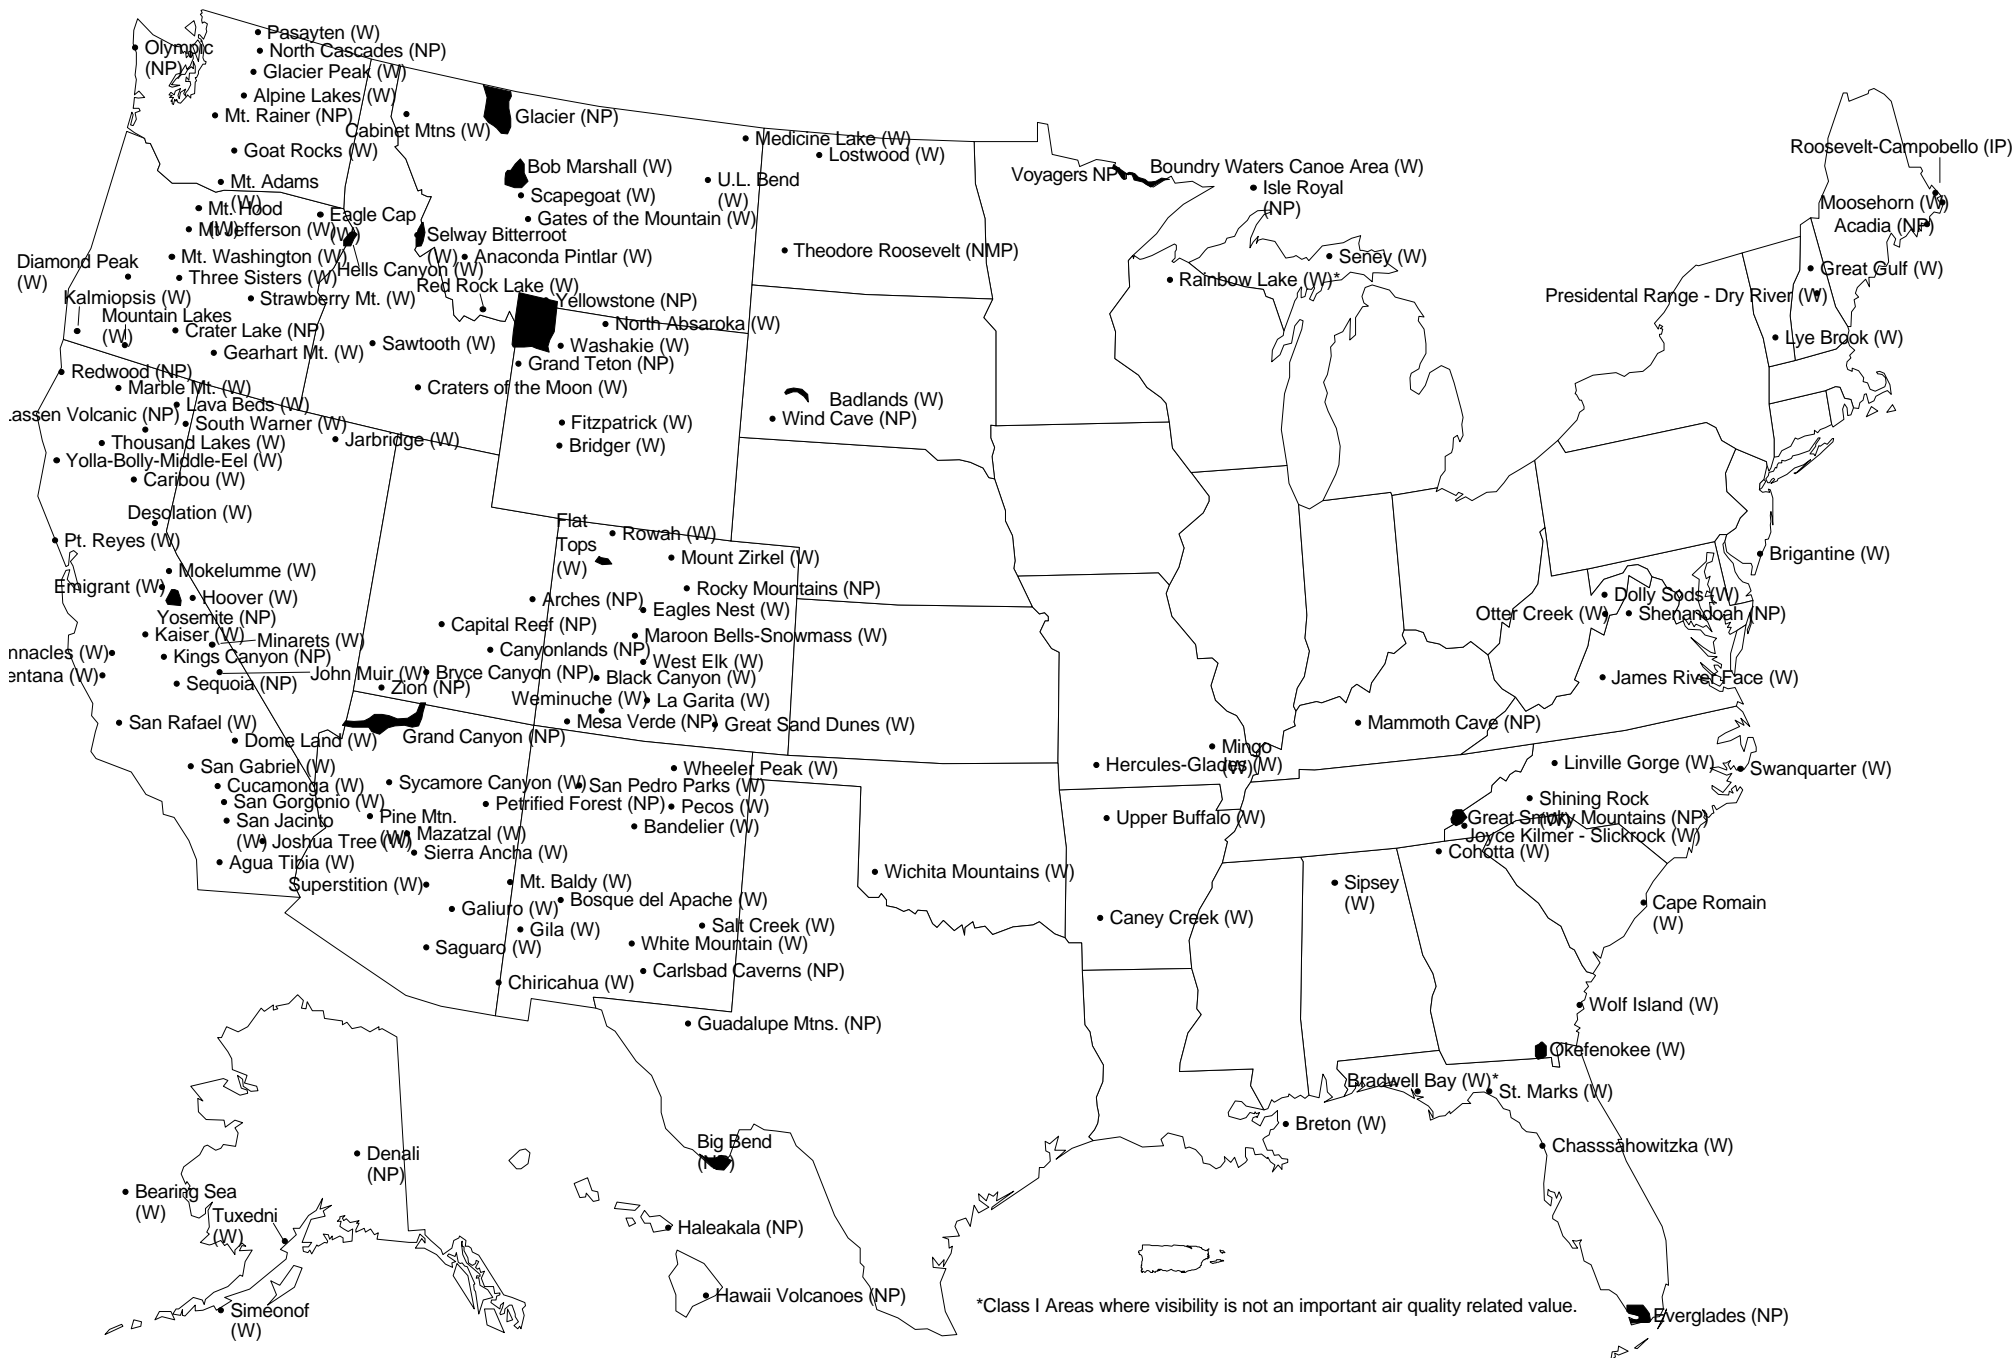 Pasayten (W)
Olympic
(NP)
North Cascades (NP)
Glacier Peak (W)
Alpine Lakes (W)
Mt. Rainer (NP)
Cabinet Mtns (W)
Glacier (NP)
Goat Rocks (W)
Mt. Adams
(W)
Mt. Hood
(W)
Mt Jefferson (W)
Eagle Cap
(W)
Bob Marshall (W)
Scapegoat (W)
Gates of the Mountain (W)
U.L. Bend
(W)
Medicine Lake (W)
Lostwood (W)
Voyagers NP
Boundry Waters Canoe Area (W)
Isle Royal
(NP)
Roosevelt-Campobello (IP)
Moosehorn (W)
Acadia (NP)
Selway Bitterroot
(W)
Anaconda Pintlar (W)
Theodore Roosevelt (NMP)
Seney (W)
Rainbow Lake (W)*
Great Gulf (W)
Presidental Range - Dry River (W)
Lye Brook (W)
Mt. Washington (W)
Diamond Peak
(W)
Three Sisters (W)
Hells Canyon (W)
Red Rock Lake (W)
Kalmiopsis (W)
Strawberry Mt. (W)
Yellowstone (NP)
Mountain Lakes
(W)
Crater Lake (NP)
North Absaroka (W)
Gearhart Mt. (W)
Sawtooth (W)
Washakie (W)
Grand Teton (NP)
Redwood (NP)
Marble Mt. (W)
Craters of the Moon (W)
Lava Beds (W)
Badlands (W)
Wind Cave (NP)
assen Volcanic (NP)
South Warner (W)
Fitzpatrick (W)
Thousand Lakes (W)
Jarbridge (W)
Bridger (W)
Yolla-Bolly-Middle-Eel (W)
Caribou (W)
Desolation (W)
Flat
Tops
(W)
Rowah (W)
Pt. Reyes (W)
Mount Zirkel (W)
Brigantine (W)
Mokelumme (W)
Emigrant (W)
Hoover (W)
Rocky Mountains (NP)
Dolly Sods (W)
Yosemite (NP)
Arches (NP)
Eagles Nest (W)
Otter Creek (W)
Shenandoah (NP)
Capital Reef (NP)
Kaiser (W)
Minarets (W)
Maroon Bells-Snowmass (W)
nnacles (W)
Kings Canyon (NP)
Canyonlands (NP)
West Elk (W)
entana (W)
John Muir (W)
Bryce Canyon (NP)
Black Canyon (W)
James River Face (W)
Sequoia (NP)
Zion (NP)
Weminuche (W)
La Garita (W)
San Rafael (W)
Mesa Verde (NP)
Great Sand Dunes (W)
Mammoth Cave (NP)
Dome Land (W)
Grand Canyon (NP)
Mingo
(W)
San Gabriel (W)
Wheeler Peak (W)
Hercules-Glades (W)
Linville Gorge (W)
Swanquarter (W)
Cucamonga (W)
Sycamore Canyon (W)
San Pedro Parks (W)
San Gorgonio (W)
Petrified Forest (NP)
Pecos (W)
Shining Rock
(W)
San Jacinto
(W)
Pine Mtn.
(W)
Bandelier (W)
Upper Buffalo (W)
Great Smoky Mountains (NP)
Joshua Tree (W)
Mazatzal (W)
Joyce Kilmer - Slickrock (W)
Sierra Ancha (W)
Cohotta (W)
Agua Tibia (W)
Wichita Mountains (W)
Superstition (W)
Mt. Baldy (W)
Sipsey
(W)
Bosque del Apache (W)
Cape Romain
(W)
Galiuro (W)
Caney Creek (W)
Gila (W)
Salt Creek (W)
Saguaro (W)
White Mountain (W)
Carlsbad Caverns (NP)
Chiricahua (W)
Wolf Island (W)
Guadalupe Mtns. (NP)
Okefenokee (W)
Bradwell Bay (W)*
St. Marks (W)
Breton (W)
Big Bend
(NP)
Chasssahowitzka (W)
Denali
(NP)
Bearing Sea
(W)
Tuxedni
(W)
Haleakala (NP)
Hawaii Volcanoes (NP)
Simeonof
(W)
*Class I Areas where visibility is not an important air quality related value.
Everglades (NP)